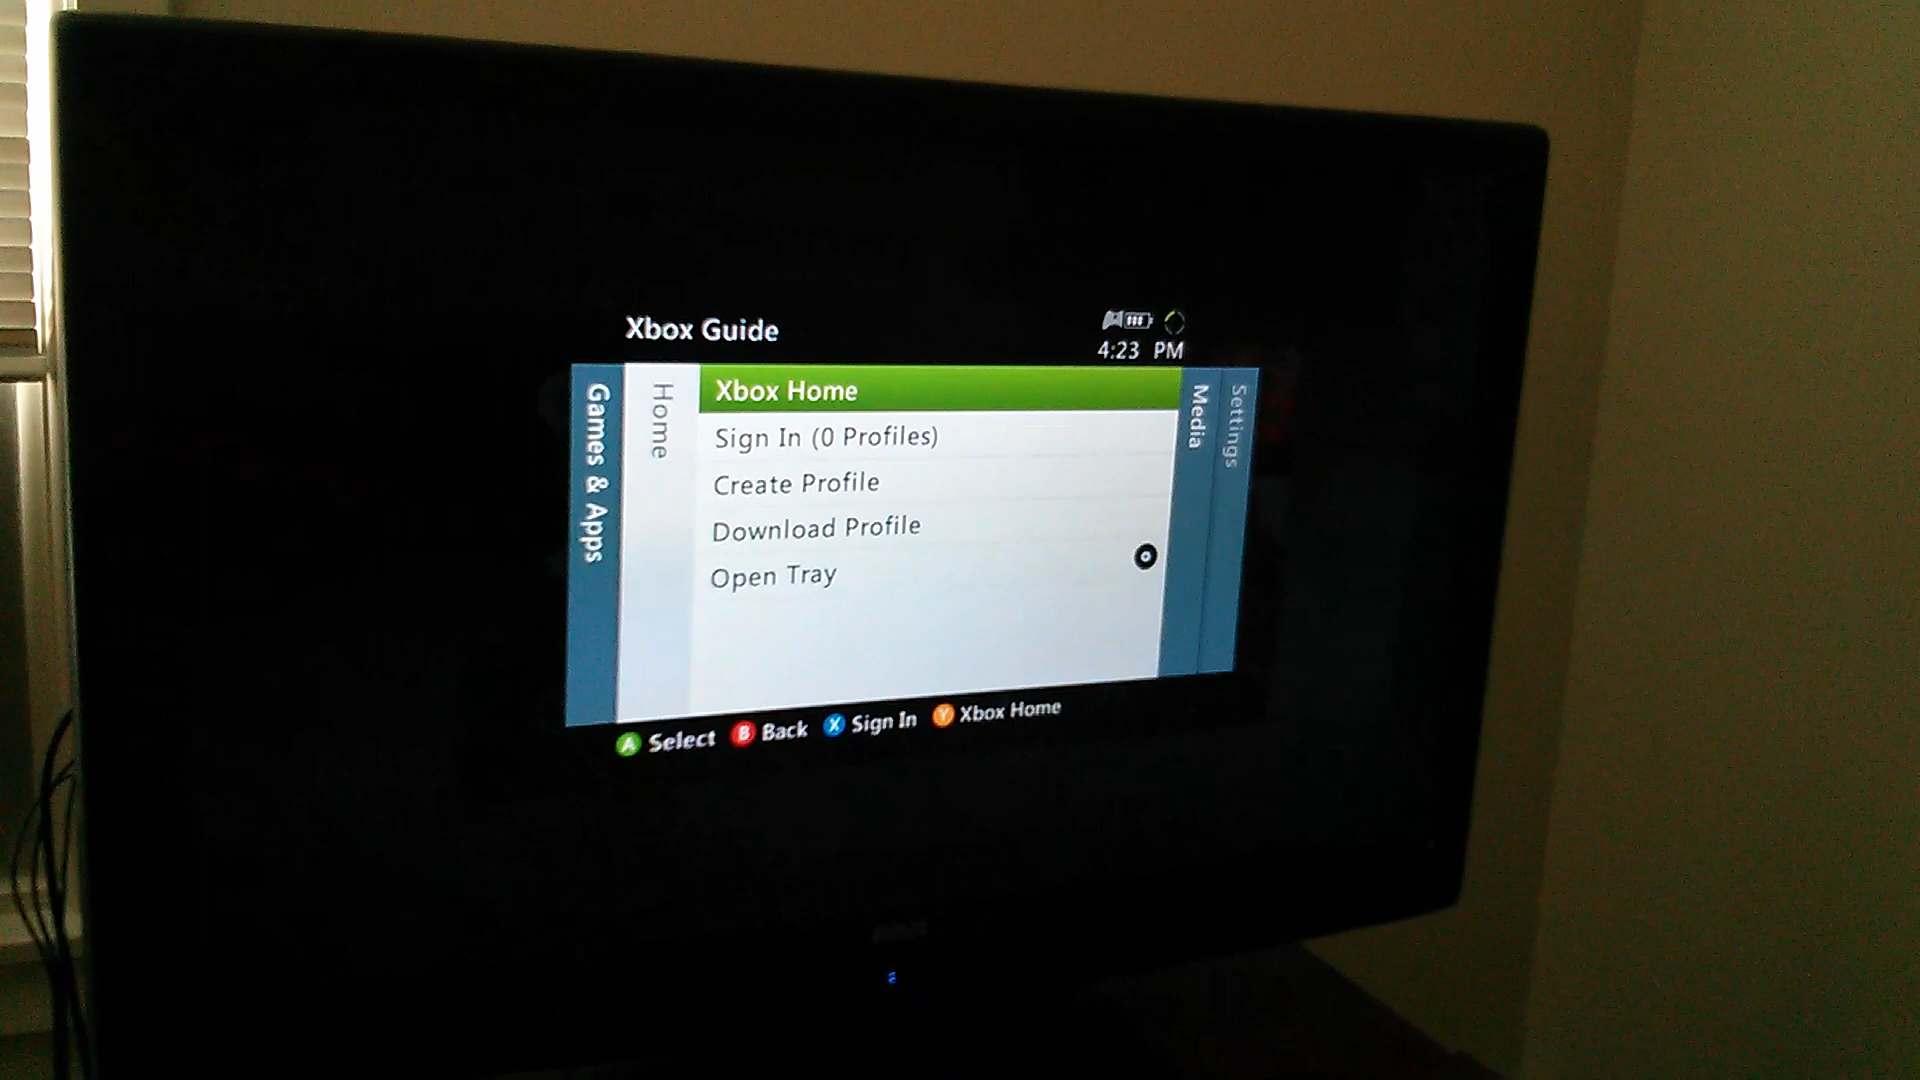 Xbox Guide
4:23 PM
Games & Apps
Home
Xbox Home
Sign In (0 Profiles)
Create Profile
Download Profile
Open Tray
Media
Settings
A Select B Back X Sign In Y Xbox Home